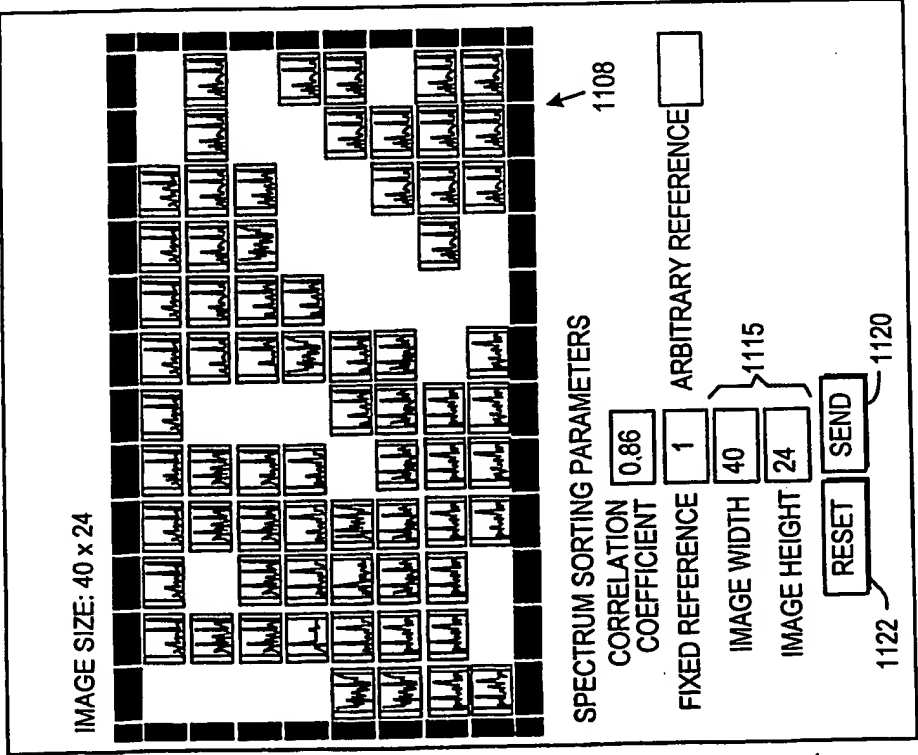 IMAGE SIZE: 40 x 24
1108
SPECTRUM SORTING PARAMETERS
CORRELATION
COEFFICIENT 0.86
FIXED REFERENCE 1 ARBITRARY REFERENCE
IMAGE WIDTH 40
1115
IMAGE HEIGHT 24
RESET SEND
1122
1120